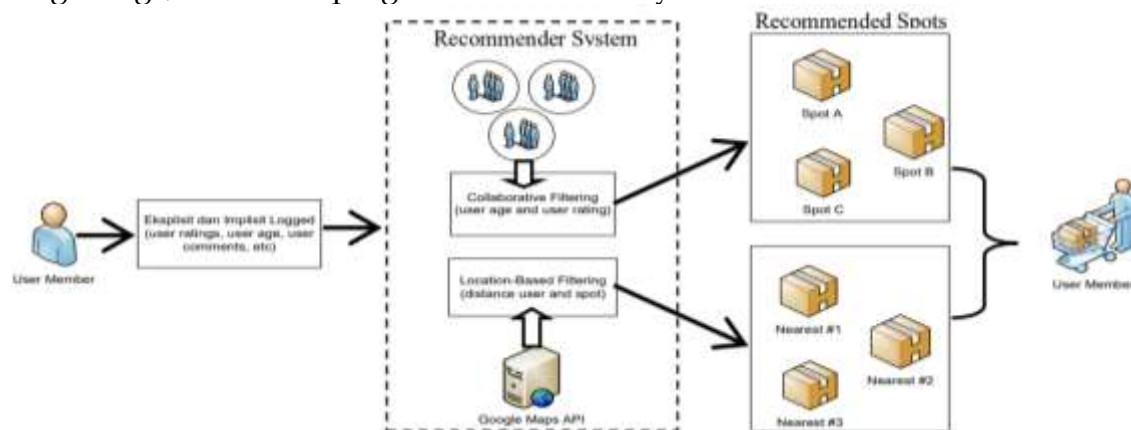 Recommender System
Recommended Spots
Spot A
Spot B
Spot C
Collaborative Filtering
(user age and user rating)
Eksplisit dan Implisit Logged
(user ratings, user age, user
comments, etc)
User Member
Location-Based Filtering
(distance user and spot)
Google Maps API
Nearest #1
Nearest #2
Nearest #3
User Member